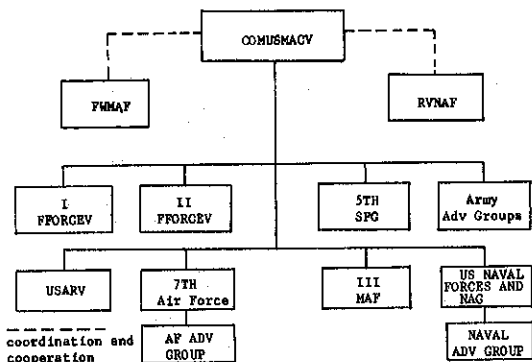 COMUSMACV
FWMAF
RVNAF
I
FFORCEV
II
FFORCEV
5TH
SPG
Army
Adv Groups
USARV
7TH
Air Force
III
MAF
US NAVAL
FORCES AND
NAG
AF ADV
GROUP
NAVAL
ADV GROUP
coordination and
cooperation